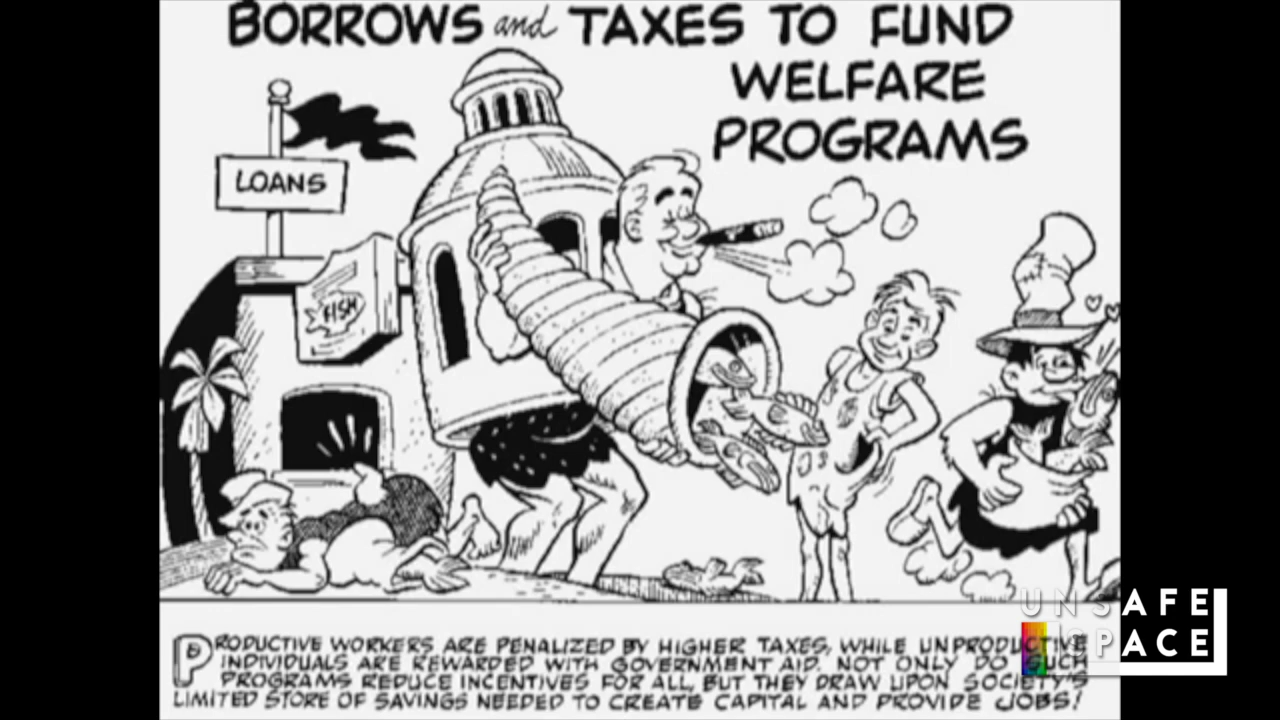 BORROWS and TAXES TO FUND
WELFARE
PROGRAMS
LOANS
FISH
PRODUCTIVE WORKERS ARE PENALIZED BY HIGHER TAXES, WHILE UNPRODUCTIVE
INDIVIDUALS ARE REWARDED WITH GOVERNMENT AID. NOT ONLY DO SUCH
PROGRAMS REDUCE INCENTIVES FOR ALL, BUT THEY DRAW UPON SOCIETY'S
LIMITED STORE OF SAVINGS NEEDED TO CREATE CAPITAL AND PROVIDE JOBS!
UNSAFE
SPACE